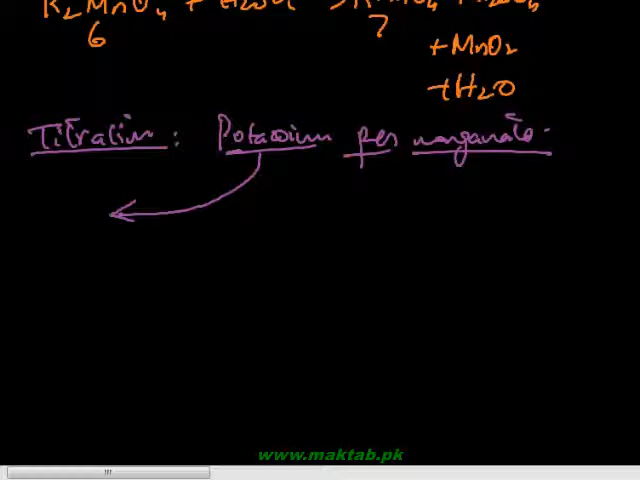 K2MnO4 +
6
7
+MnO2
+H2O
Titration: Potassium per manganate.
www.maktab.pk